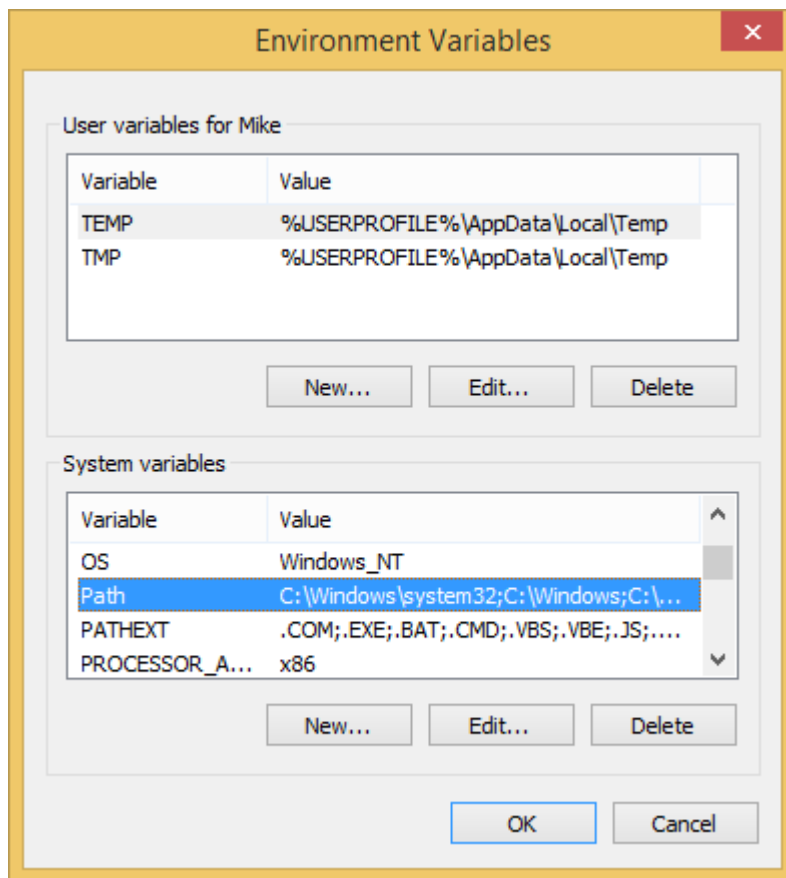 Environment Variables
User variables for Mike
Variable Value
TEMP %USERPROFILE%\AppData\Local\Temp
TMP %USERPROFILE%\AppData\Local\Temp
New... Edit... Delete
System variables
Variable Value
OS Windows_NT
Path C:\Windows\system32;C:\Windows;C:\...
PATHEXT .COM;.EXE;.BAT;.CMD;.VBS;.VBE;.JS;....
PROCESSOR_A... x86
New... Edit... Delete
OK Cancel